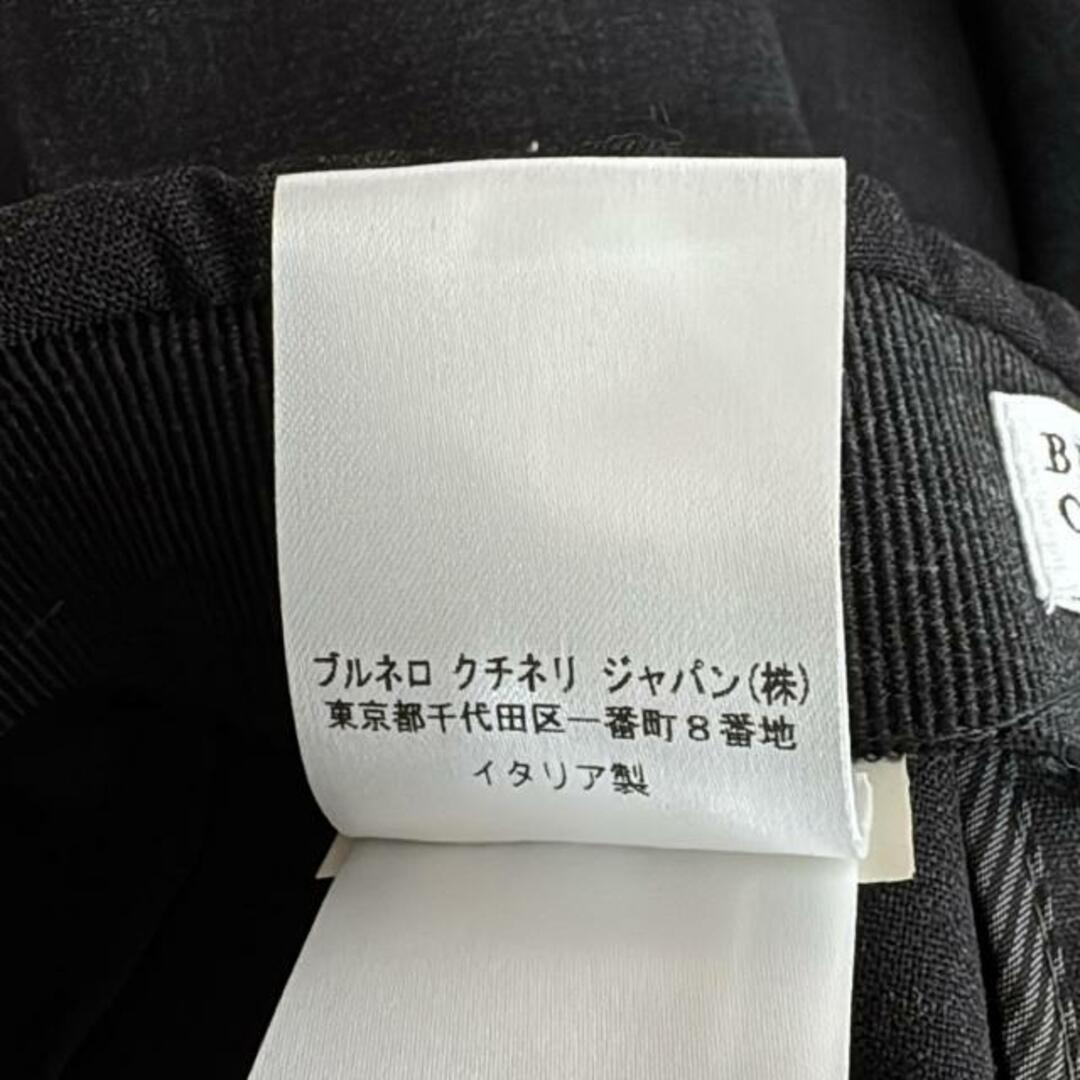 ブルネロ クチネリ ジャパン(株)
東京都千代田区一番町8番地
イタリア製